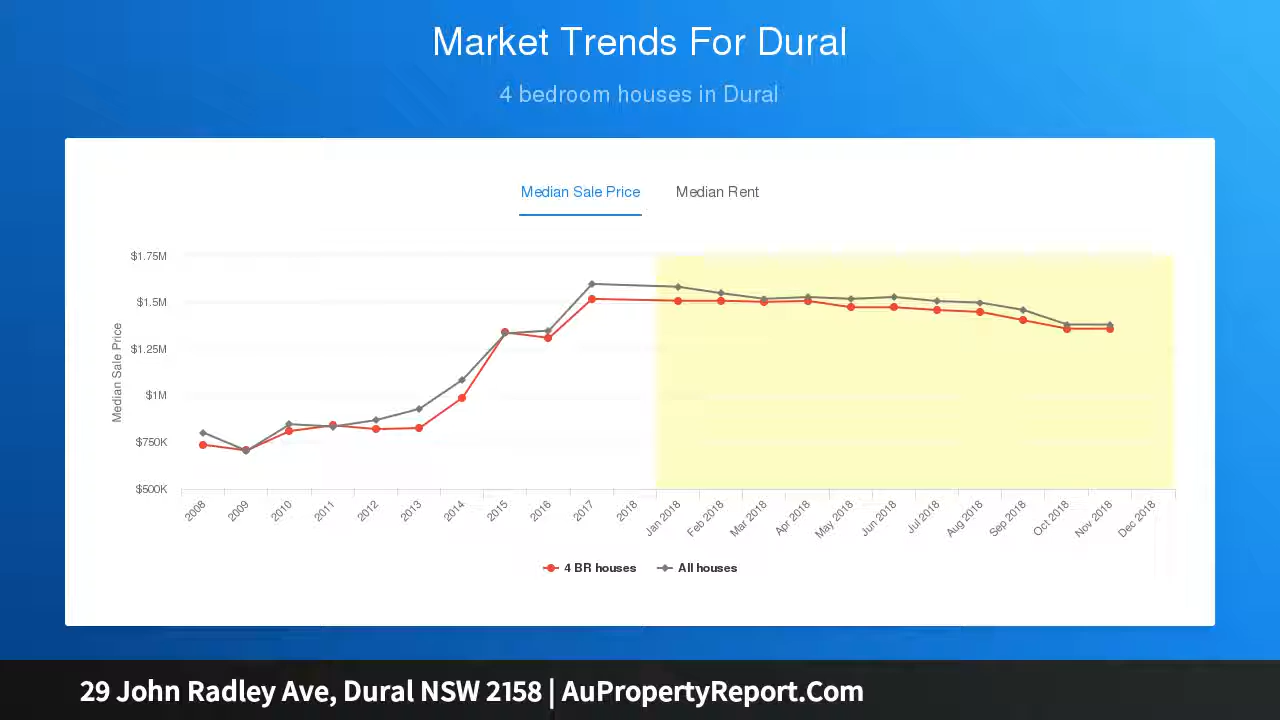 Market Trends For Dural
4 bedroom houses in Dural
Median Sale Price Median Rent
$1.75M
$1.5M
$1.25M
$1M
$750K
$500K
Median Sale Price
2008 2009 2010 2011 2012 2013 2014 2015 2016 2017 2018 Jan 2018 Feb 2018 Mar 2018 Apr 2018 May 2018 Jun 2018 Jul 2018 Aug 2018 Sep 2018 Oct 2018 Nov 2018 Dec 2018
4 BR houses All houses
29 John Radley Ave, Dural NSW 2158 | AuPropertyReport.Com